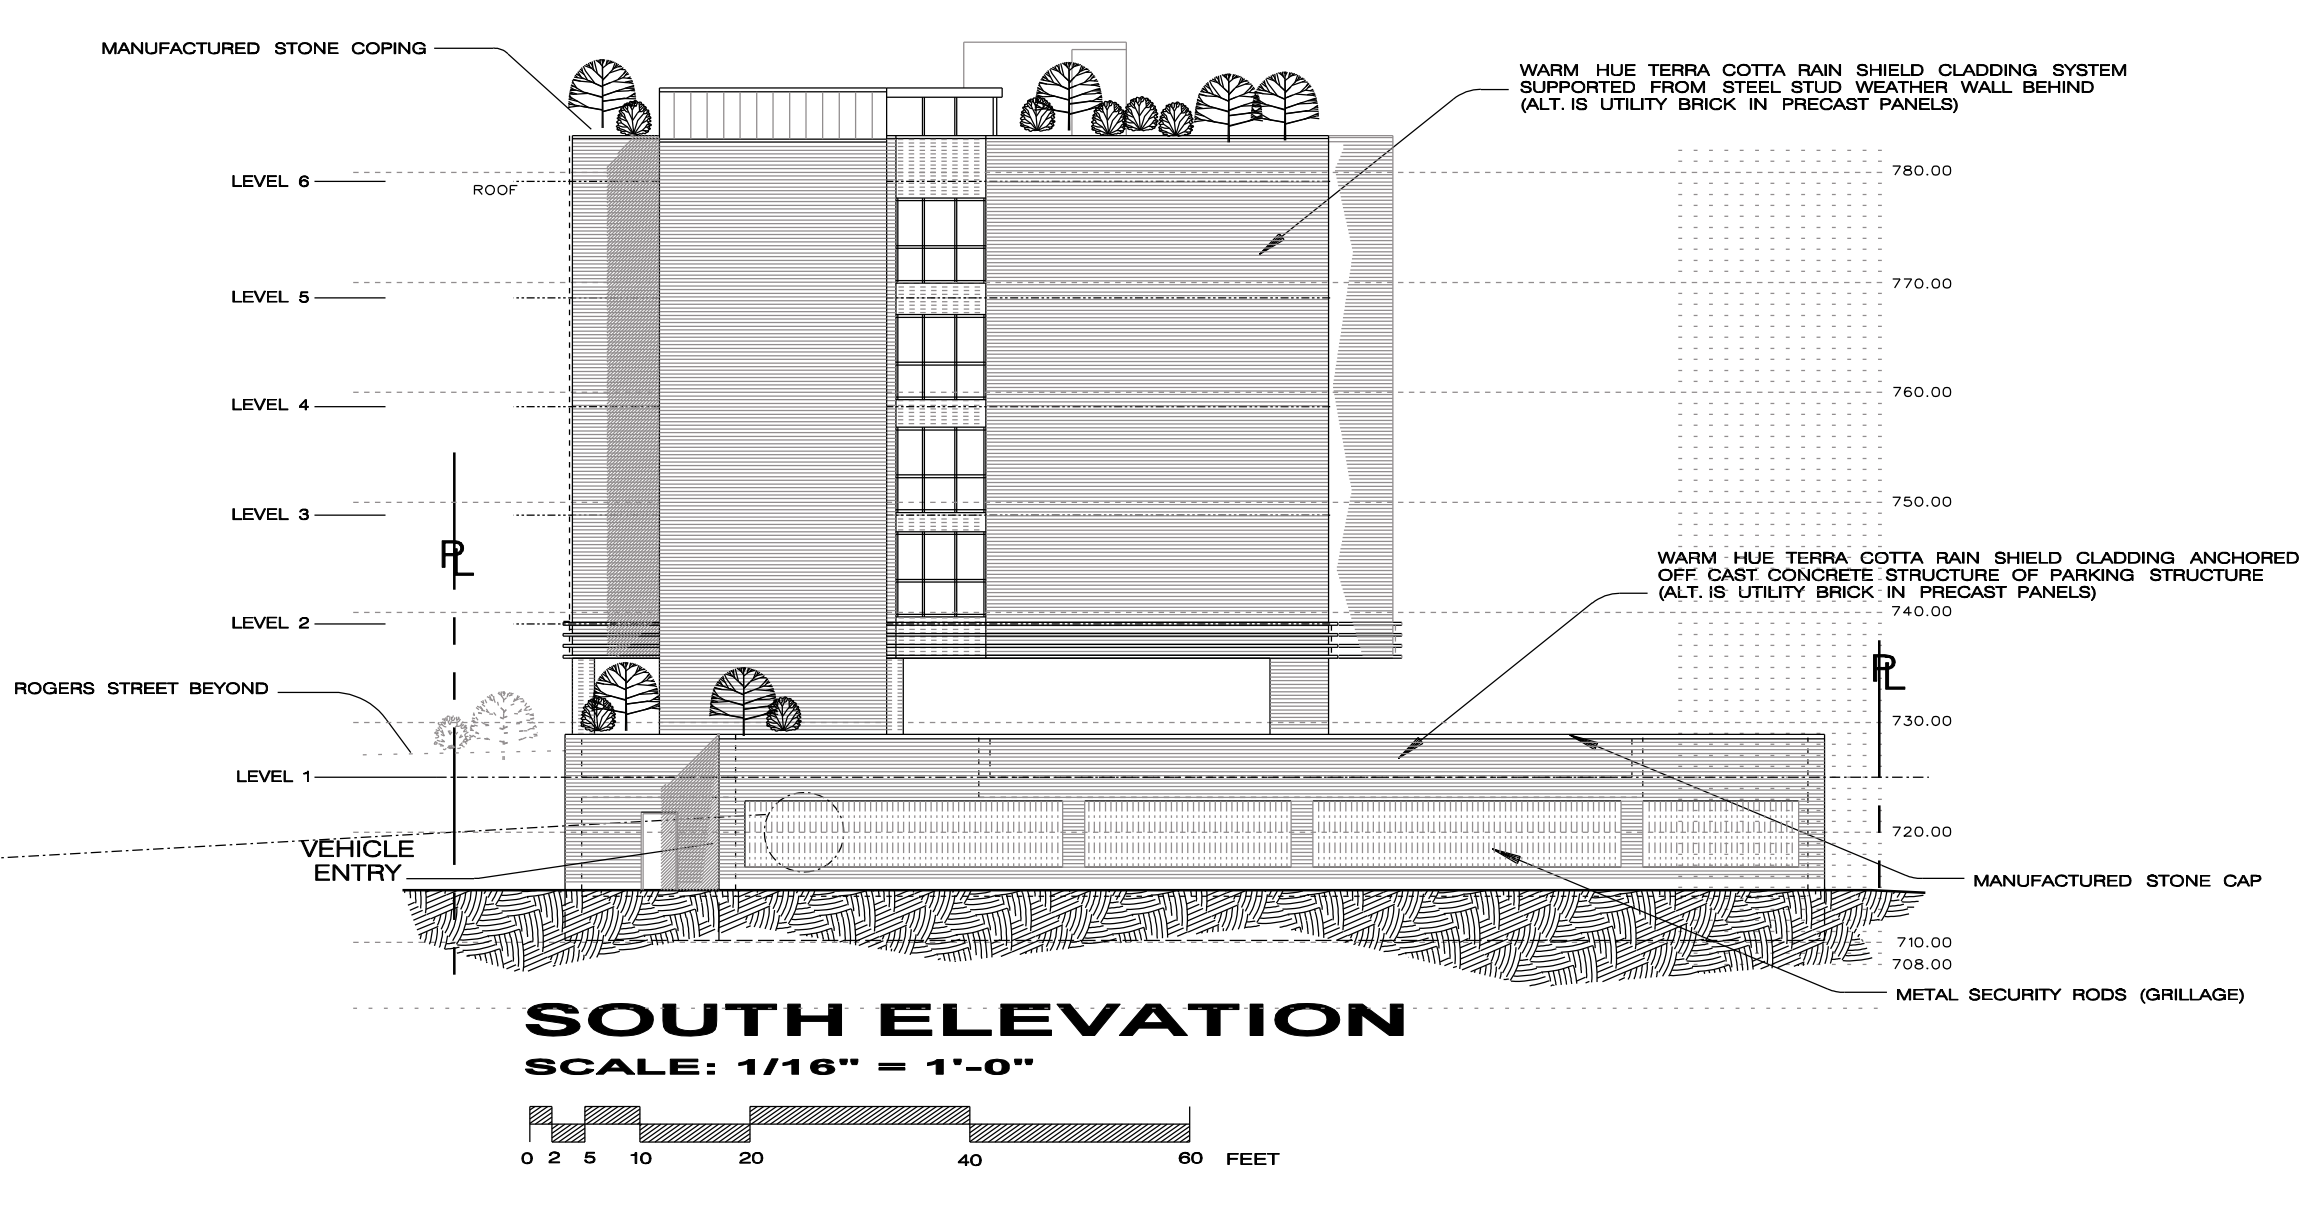 MANUFACTURED STONE COPING
WARM HUE TERRA COTTA RAIN SHIELD CLADDING SYSTEM
SUPPORTED FROM STEEL STUD WEATHER WALL BEHIND
(ALT. IS UTILITY BRICK IN PRECAST PANELS)
LEVEL 6
ROOF
780.00
LEVEL 5
770.00
LEVEL 4
760.00
LEVEL 3
750.00
PL
WARM HUE TERRA COTTA RAIN SHIELD CLADDING ANCHORED
OFF CAST CONCRETE STRUCTURE OF PARKING STRUCTURE
(ALT. IS UTILITY BRICK IN PRECAST PANELS)
740.00
LEVEL 2
PL
ROGERS STREET BEYOND
730.00
LEVEL 1
720.00
VEHICLE
ENTRY
MANUFACTURED STONE CAP
710.00
708.00
METAL SECURITY RODS (GRILLAGE)
SOUTH ELEVATION
SCALE: 1/16" = 1'-0"
0 2 5 10 20 40 60 FEET